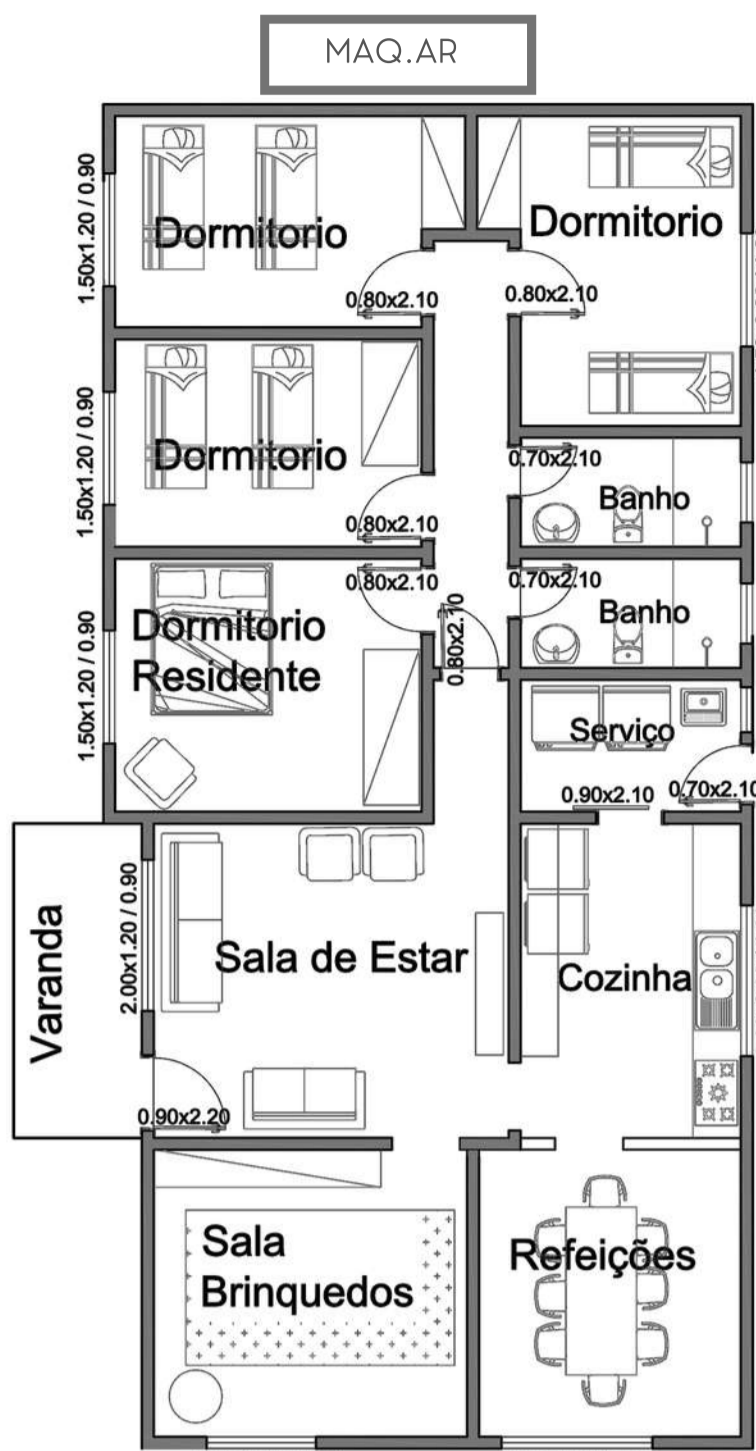 MAQ.AR
1.50x1.20 / 0.90
Dormitorio
Dormitorio
0.80x2.10
0.80x2.10
1.50x1.20 / 0.90
Dormitorio
0.80x2.10
0.70x2.10
Banho
0.80x2.10
0.70x2.10
Banho
1.50x1.20 / 0.90
Dormitorio
Residente
0.80x2.10
Serviço
0.90x2.10
0.70x2.10
Varanda
2.00x1.20 / 0.90
Sala de Estar
Cozinha
0.90x2.20
Sala
Brinquedos
Refeições